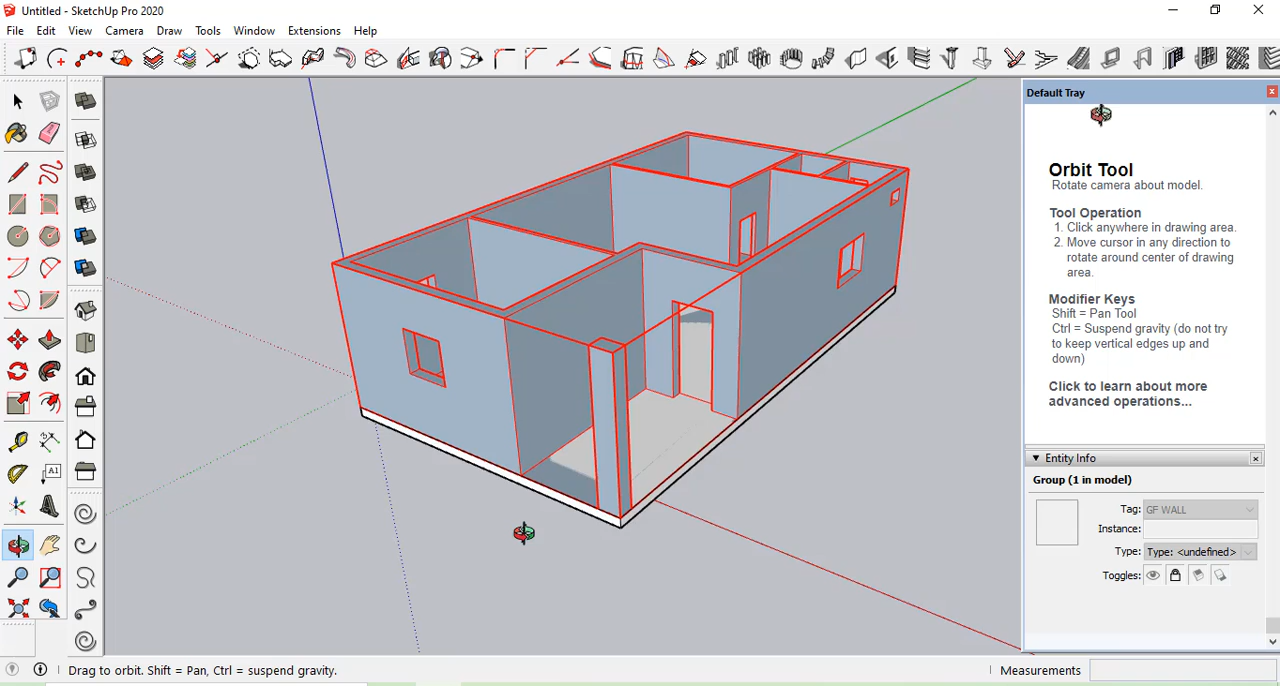 Untitled - SketchUp Pro 2020
File Edit View Camera Draw Tools Window Extensions Help
Default Tray
Orbit Tool
Rotate camera about model.
Tool Operation
1. Click anywhere in drawing area.
2. Move cursor in any direction to
rotate around center of drawing
area.
Modifier Keys
Shift = Pan Tool
Ctrl = Suspend gravity (do not try
to keep vertical edges up and
down)
Click to learn about more
advanced operations...
Entity Info
Group (1 in model)
Tag: GF WALL
Instance:
Type: Type: <undefined>
Toggles:
A1
Drag to orbit. Shift = Pan, Ctrl = suspend gravity.
Measurements